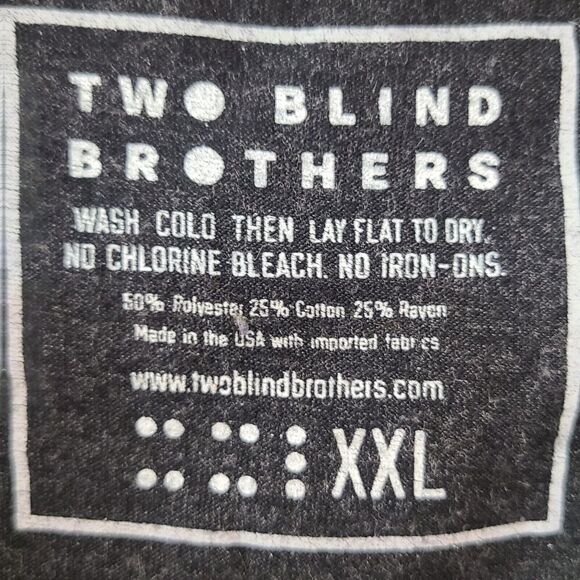 TWO BLIND
BROTHERS
WASH COLD THEN LAY FLAT TO DRY.
NO CHLORINE BLEACH. NO IRON-ONS.
50% Polyester 25% Cotton 25% Rayon
Made in the USA with imported fabrics
www.twoblindbrothers.com
⠭⠭⠇ XXL